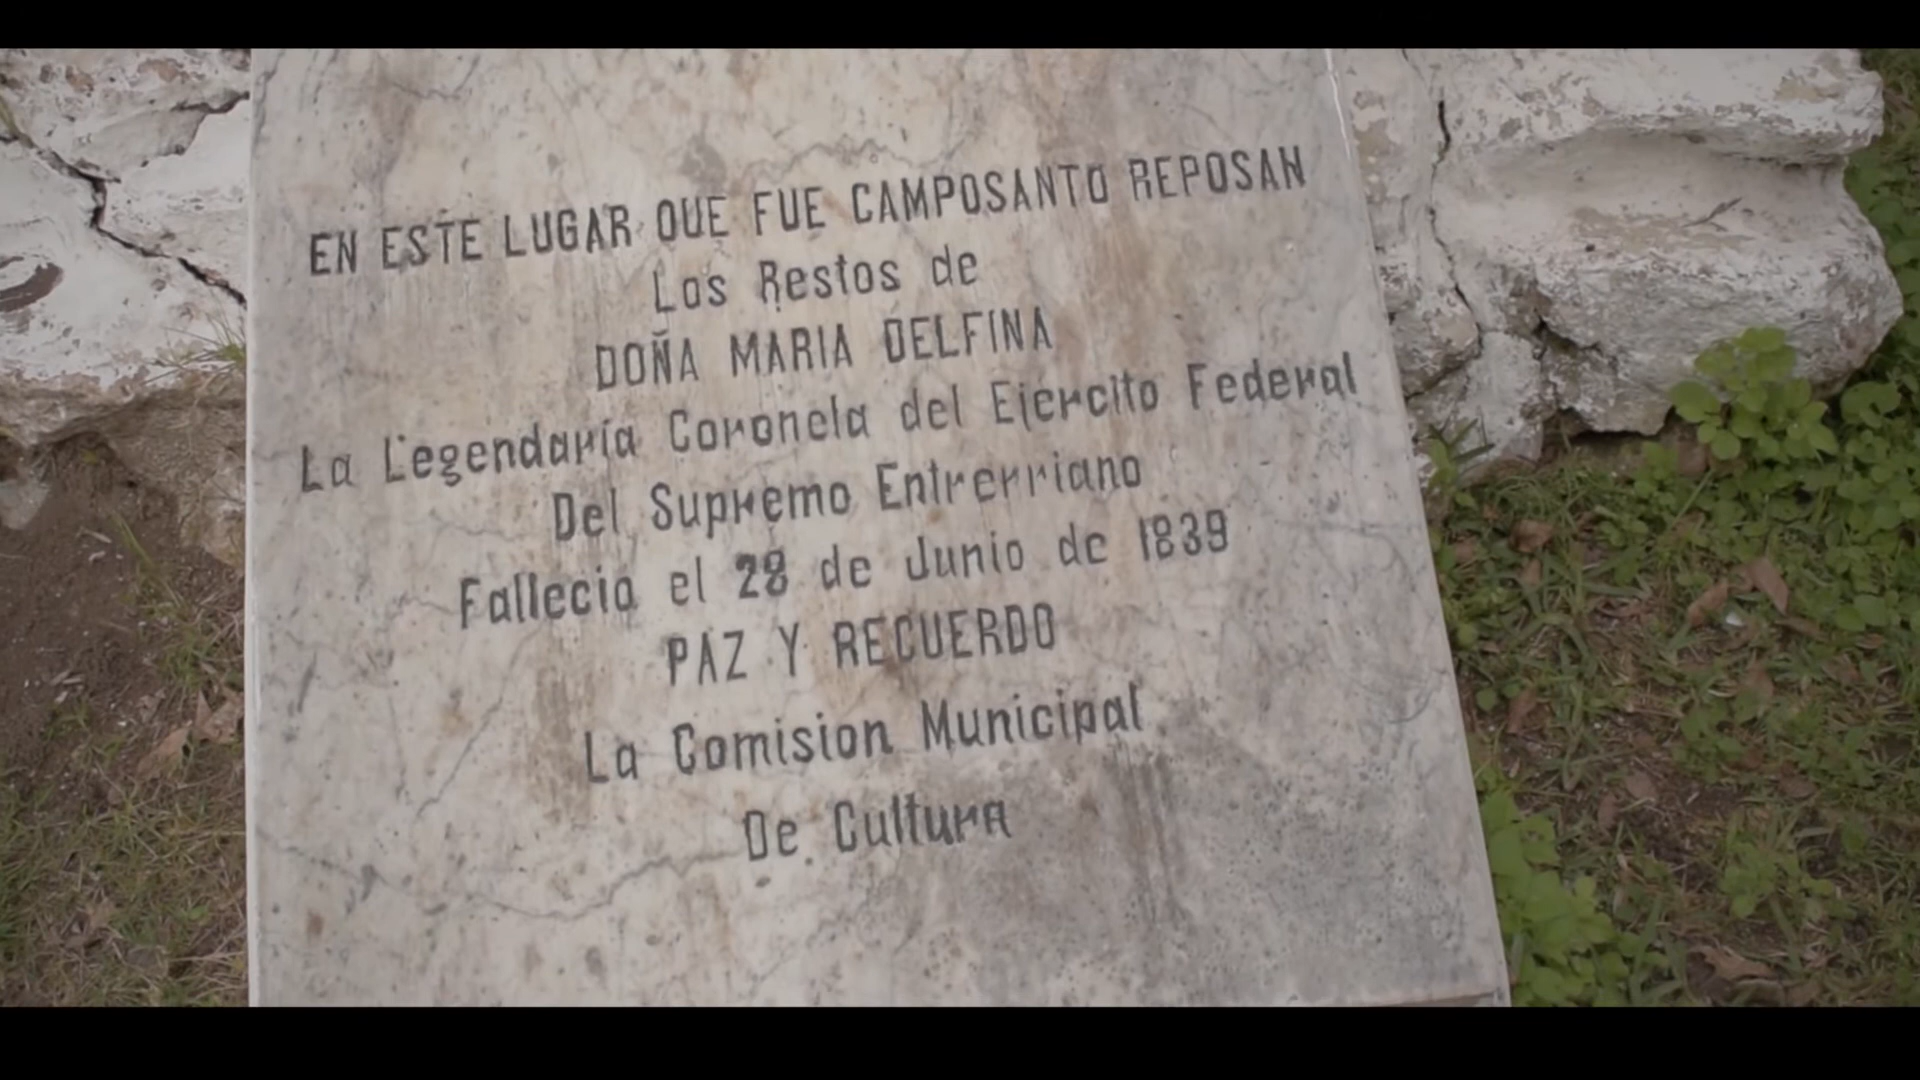 EN ESTE LUGAR QUE FUE CAMPOSANTO REPOSAN
Los Restos de
DOÑA MARIA DELFINA
La Legendaria Coronela del Ejercito Federal
Del Supremo Entrerriano
Fallecia el 28 de Junio de 1839
PAZ Y RECUERDO
La Comision Municipal
De Cultura